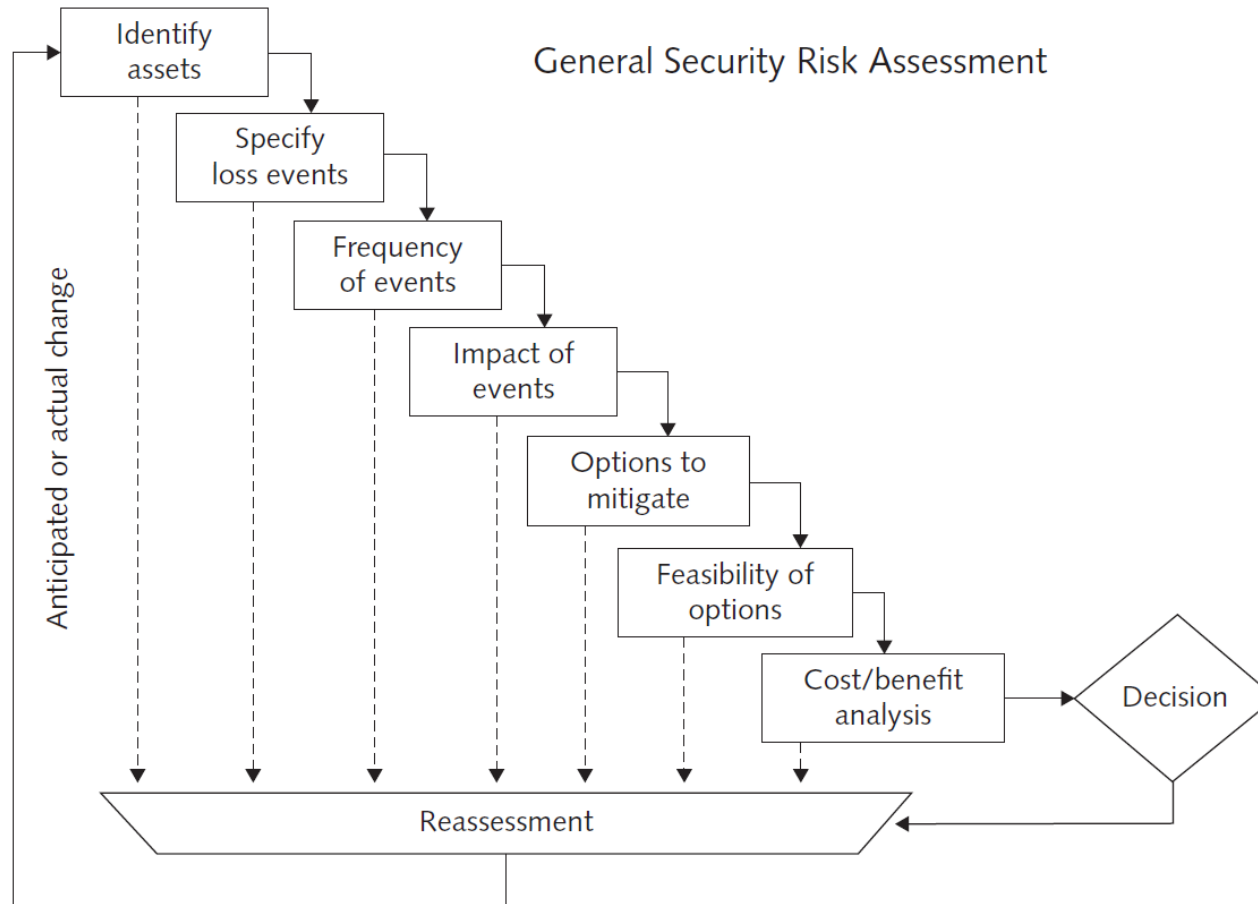 Identify
assets
General Security Risk Assessment
Specify
loss events
Frequency
of events
Impact of
events
Options to
mitigate
Feasibility of
options
Cost/benefit
analysis
Decision
Reassessment
Anticipated or actual change